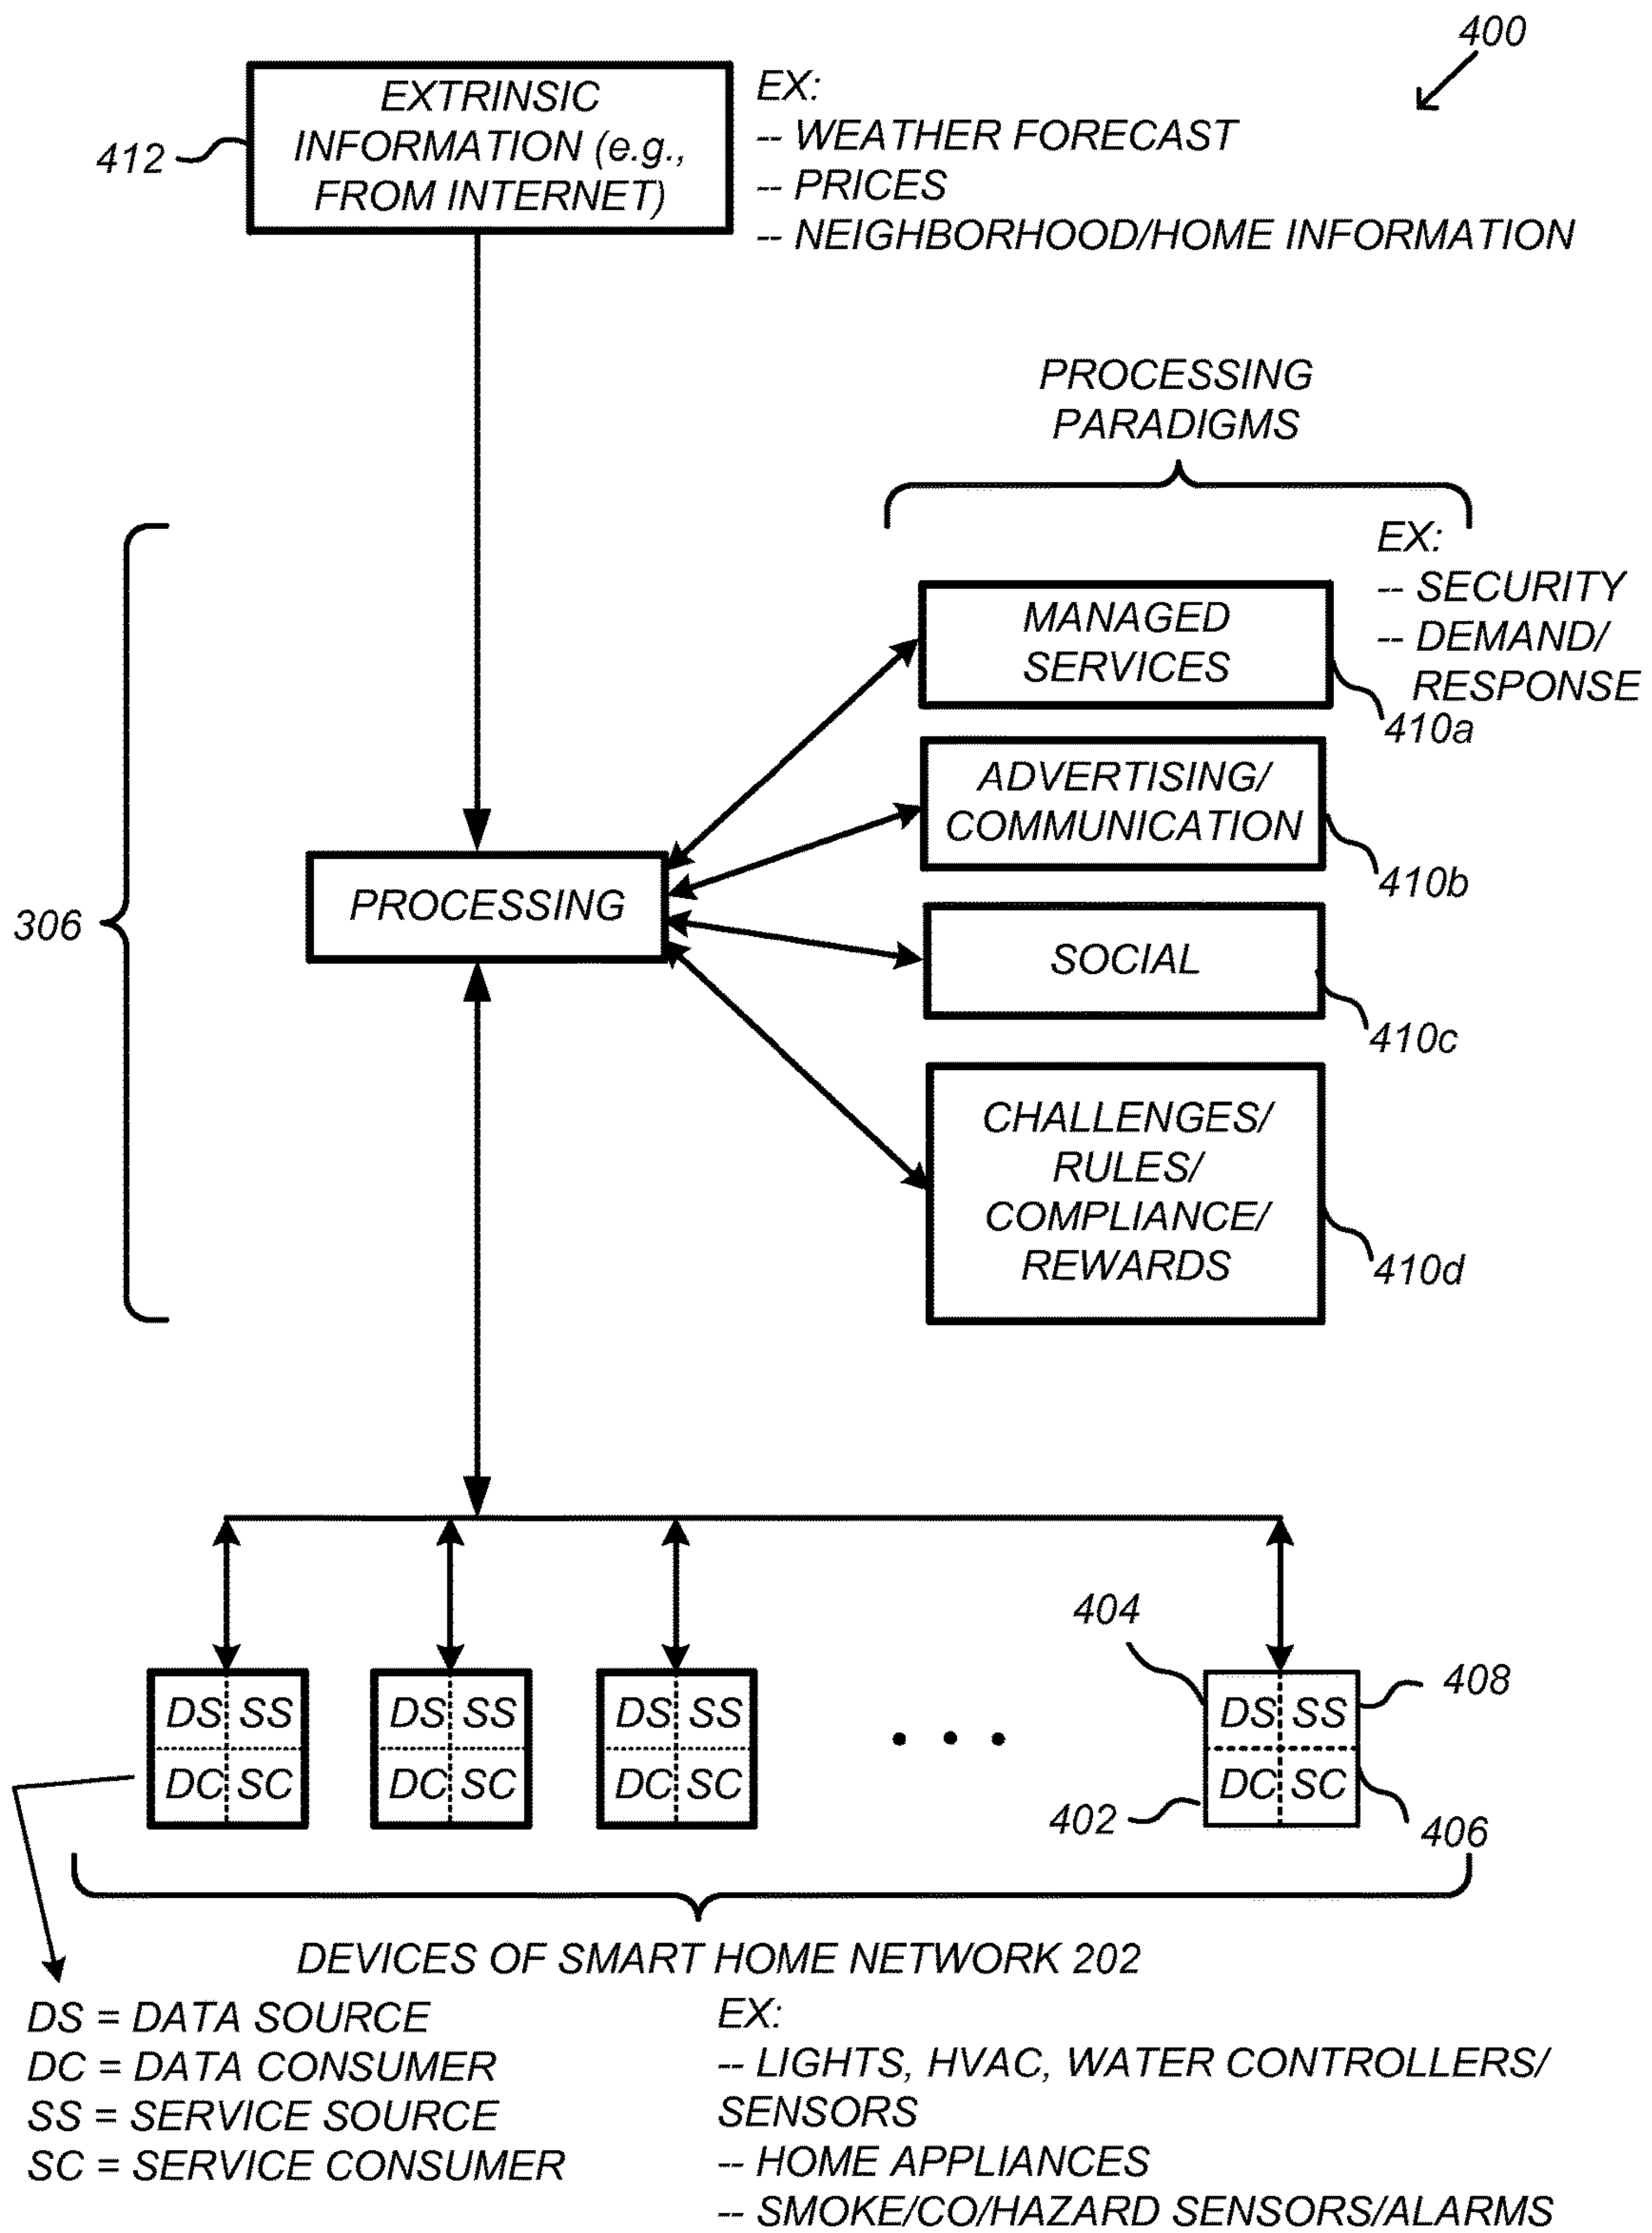 400
EXTRINSIC
INFORMATION (e.g.,
FROM INTERNET)
412
EX:
-- WEATHER FORECAST
-- PRICES
-- NEIGHBORHOOD/HOME INFORMATION
PROCESSING
PARADIGMS
EX:
-- SECURITY
-- DEMAND/
RESPONSE
MANAGED
SERVICES
410a
ADVERTISING/
COMMUNICATION
410b
306
PROCESSING
SOCIAL
410c
CHALLENGES/
RULES/
COMPLIANCE/
REWARDS
410d
404
408
DS SS
DC SC
DS SS
DC SC
DS SS
DC SC
. . .
DS SS
DC SC
402
406
DEVICES OF SMART HOME NETWORK 202
DS = DATA SOURCE
DC = DATA CONSUMER
SS = SERVICE SOURCE
SC = SERVICE CONSUMER
EX:
-- LIGHTS, HVAC, WATER CONTROLLERS/
SENSORS
-- HOME APPLIANCES
-- SMOKE/CO/HAZARD SENSORS/ALARMS